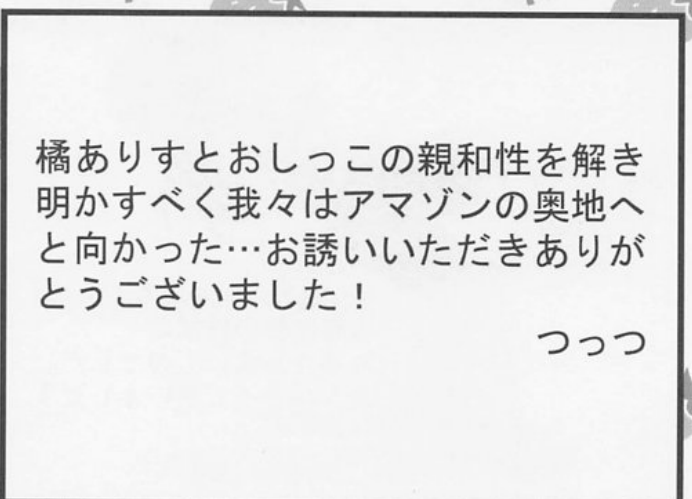 橘ありすとおしっこの親和性を解き
明かすべく我々はアマゾンの奥地へ
と向かった…お誘いいただきありが
とうございました！
つっつ